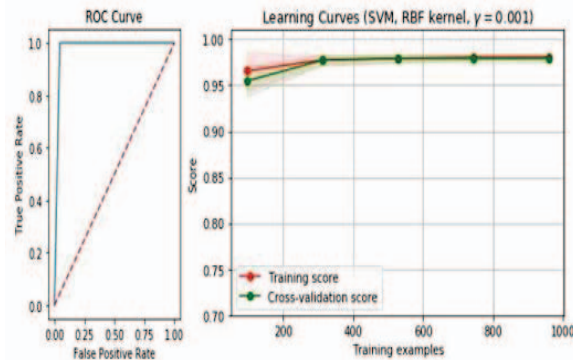 ROC Curve
1.0
0.8
0.6
0.4
0.2
0.0
True Positive Rate
0.00 0.25 0.50 0.75 1.00
False Positive Rate
Learning Curves (SVM, RBF kernel, γ = 0.001)
1.00
0.95
0.90
0.85
0.80
0.75
0.70
Score
Training score
Cross-validation score
200 400 600 800 1000
Training examples